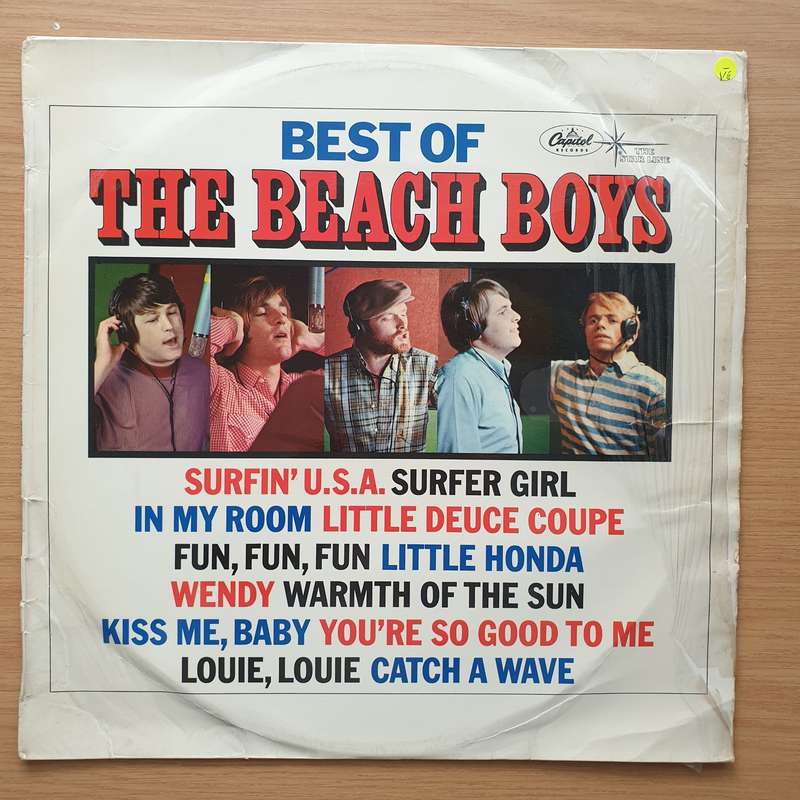 BEST OF
Capitol
RECORDS
THE
STAR LINE
THE BEACH BOYS
SURFIN' U.S.A. SURFER GIRL
IN MY ROOM LITTLE DEUCE COUPE
FUN, FUN, FUN LITTLE HONDA
WENDY WARMTH OF THE SUN
KISS ME, BABY YOU'RE SO GOOD TO ME
LOUIE, LOUIE CATCH A WAVE